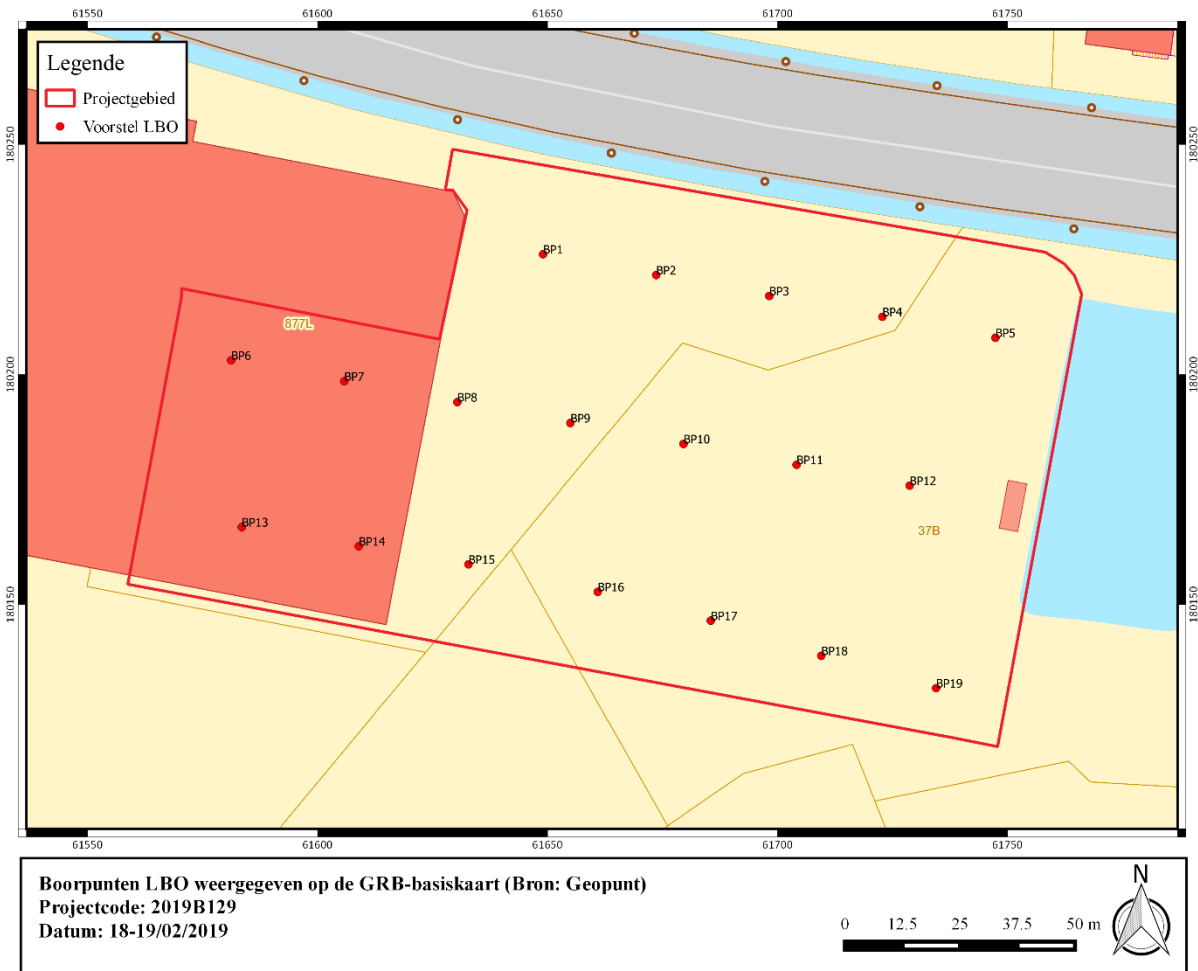 61550 61600 61650 61700 61750
Legende
Projectgebied
Voorstel LBO
180250 180250
BP1
BP2
BP3
BP4
BP5
877L
BP6
BP7
180200 180200
BP8
BP9
BP10
BP11
BP12
37B
BP13
BP14
BP15
BP16
180150 180150
BP17
BP18
BP19
61550 61600 61650 61700 61750
Boorpunten LBO weergegeven op de GRB-basiskaart (Bron: Geopunt)
Projectcode: 2019B129
Datum: 18-19/02/2019
0 12.5 25 37.5 50 m
N